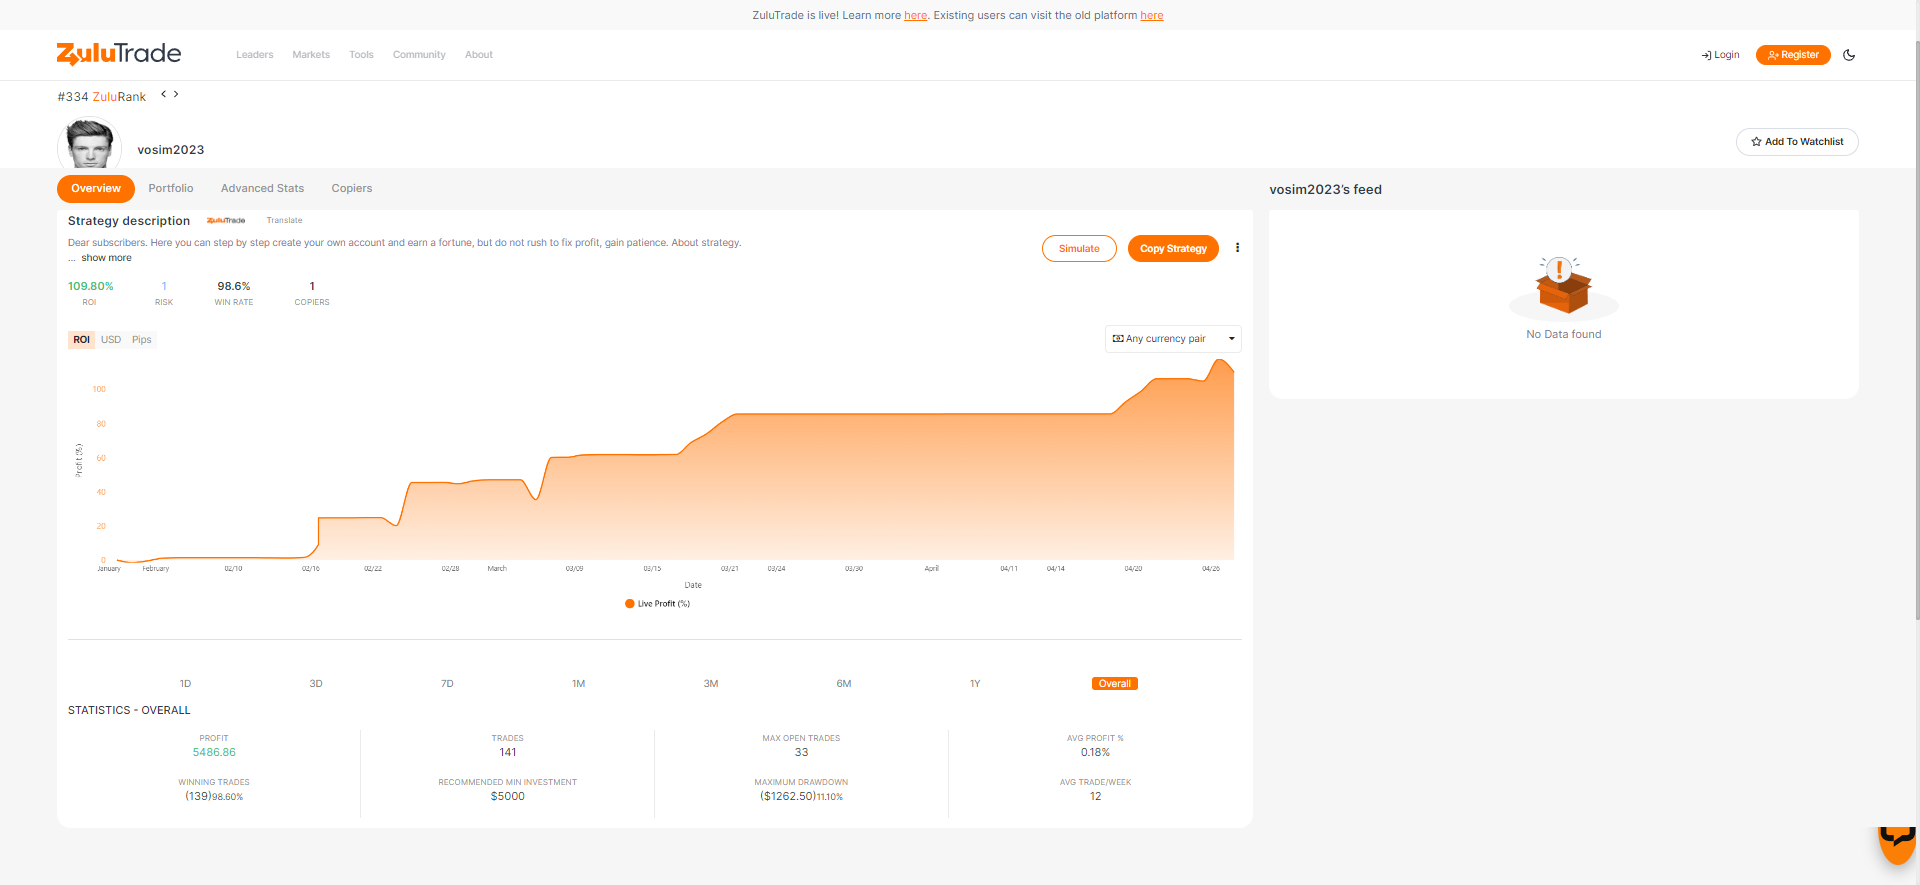 ZuluTrade is live! Learn more here. Existing users can visit the old platform here
ZuluTrade
Leaders Markets Tools Community About
Login Register
#334 ZuluRank
vosim2023
Add To Watchlist
Overview Portfolio Advanced Stats Copiers
vosim2023's feed
Strategy description ZuluTrade Translate
Dear subscribers. Here you can step by step create your own account and earn a fortune, but do not rush to fix profit, gain patience. About strategy.
... show more
Simulate Copy Strategy
109.80% 1 98.6% 1
ROI RISK WIN RATE COPIERS
No Data found
ROI USD Pips
Any currency pair
Profit (%)
100
80
60
40
20
0
January February 02/10 02/16 02/22 02/28 March 03/09 03/15 03/21 03/24 03/30 April 04/11 04/14 04/20 04/26
Date
Live Profit (%)
1D 3D 7D 1M 3M 6M 1Y Overall
STATISTICS - OVERALL
PROFIT TRADES MAX OPEN TRADES AVG PROFIT %
5486.86 141 33 0.18%
WINNING TRADES RECOMMENDED MIN INVESTMENT MAXIMUM DRAWDOWN AVG TRADE/WEEK
(139)98.60% $5000 ($1262.50)11.10% 12